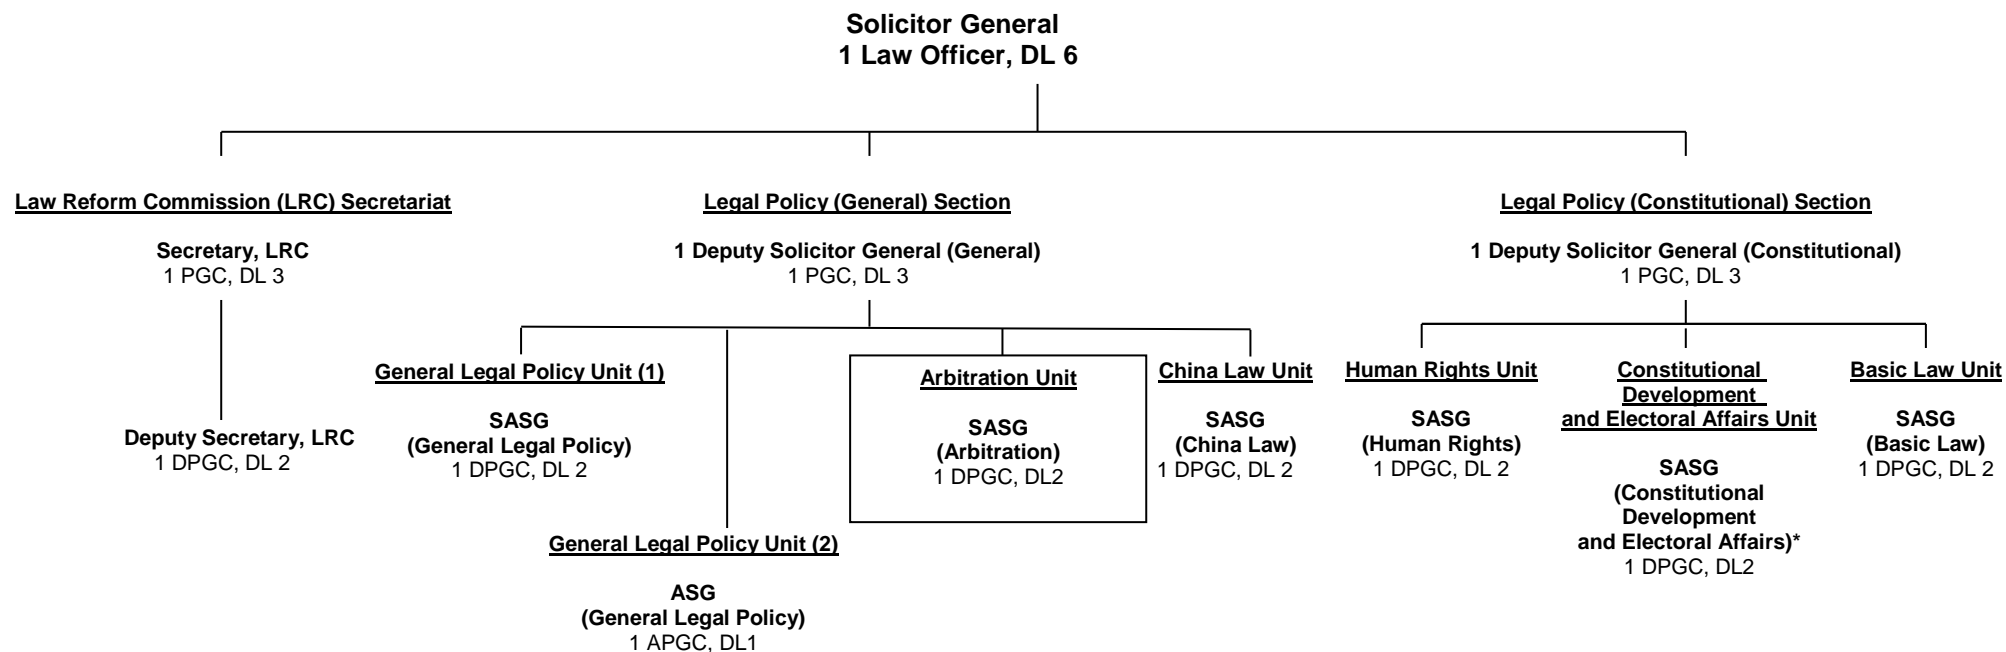 Solicitor General
1 Law Officer, DL 6
Law Reform Commission (LRC) Secretariat
Secretary, LRC
1 PGC, DL 3
Deputy Secretary, LRC
1 DPGC, DL 2
Legal Policy (General) Section
1 Deputy Solicitor General (General)
1 PGC, DL 3
General Legal Policy Unit (1)
SASG
(General Legal Policy)
1 DPGC, DL 2
General Legal Policy Unit (2)
ASG
(General Legal Policy)
1 APGC, DL1
Arbitration Unit
SASG
(Arbitration)
1 DPGC, DL2
China Law Unit
SASG
(China Law)
1 DPGC, DL 2
Legal Policy (Constitutional) Section
1 Deputy Solicitor General (Constitutional)
1 PGC, DL 3
Human Rights Unit
SASG
(Human Rights)
1 DPGC, DL 2
Constitutional
Development
and Electoral Affairs Unit
SASG
(Constitutional
Development
and Electoral Affairs)*
1 DPGC, DL2
Basic Law Unit
SASG
(Basic Law)
1 DPGC, DL 2